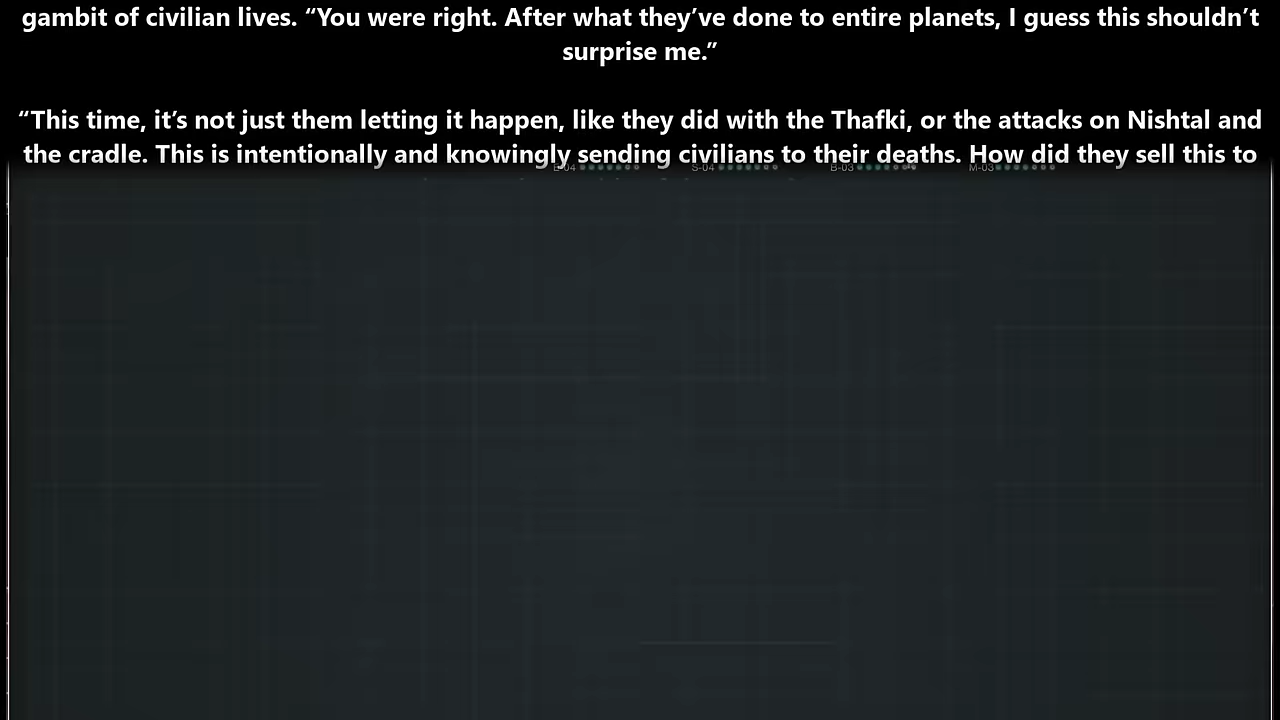 gambit of civilian lives. “You were right. After what they’ve done to entire planets, I guess this shouldn’t
surprise me.”
“This time, it’s not just them letting it happen, like they did with the Thafki, or the attacks on Nishtal and
the cradle. This is intentionally and knowingly sending civilians to their deaths. How did they sell this to
S-04 B-03 M-03